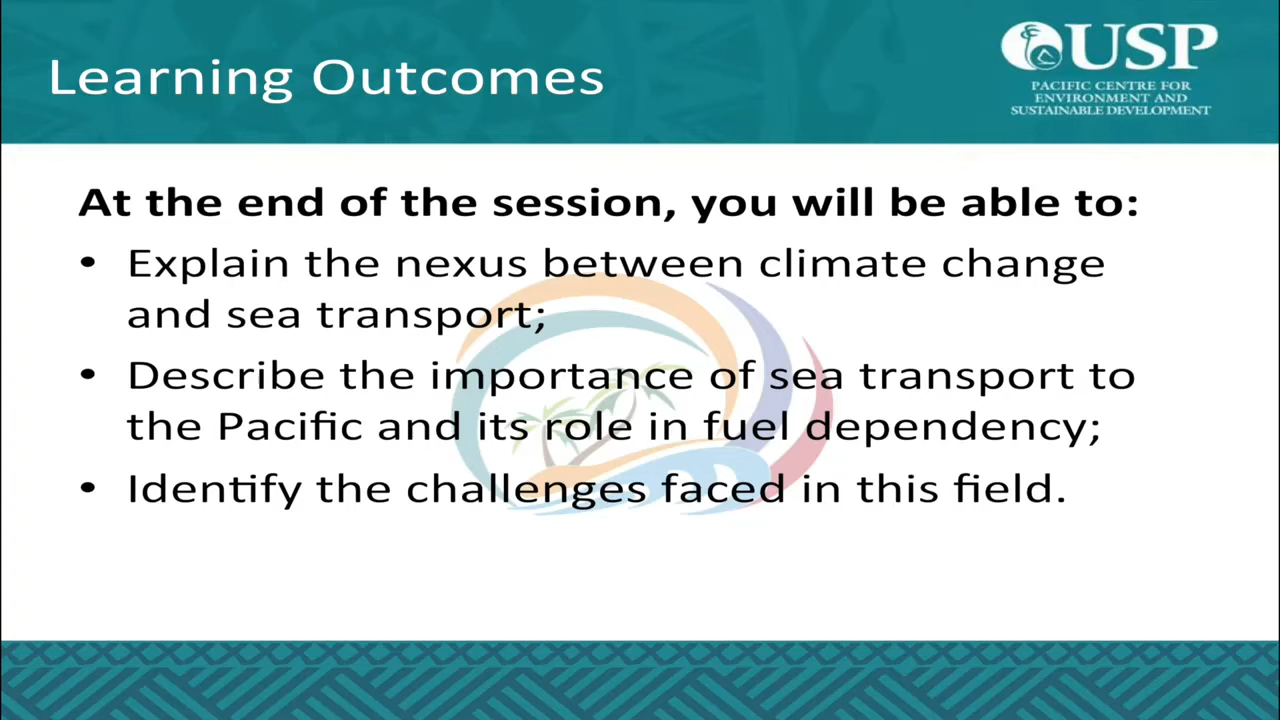 Learning Outcomes
USP
PACIFIC CENTRE FOR
ENVIRONMENT AND
SUSTAINABLE DEVELOPMENT
At the end of the session, you will be able to:
• Explain the nexus between climate change
and sea transport;
• Describe the importance of sea transport to
the Pacific and its role in fuel dependency;
• Identify the challenges faced in this field.